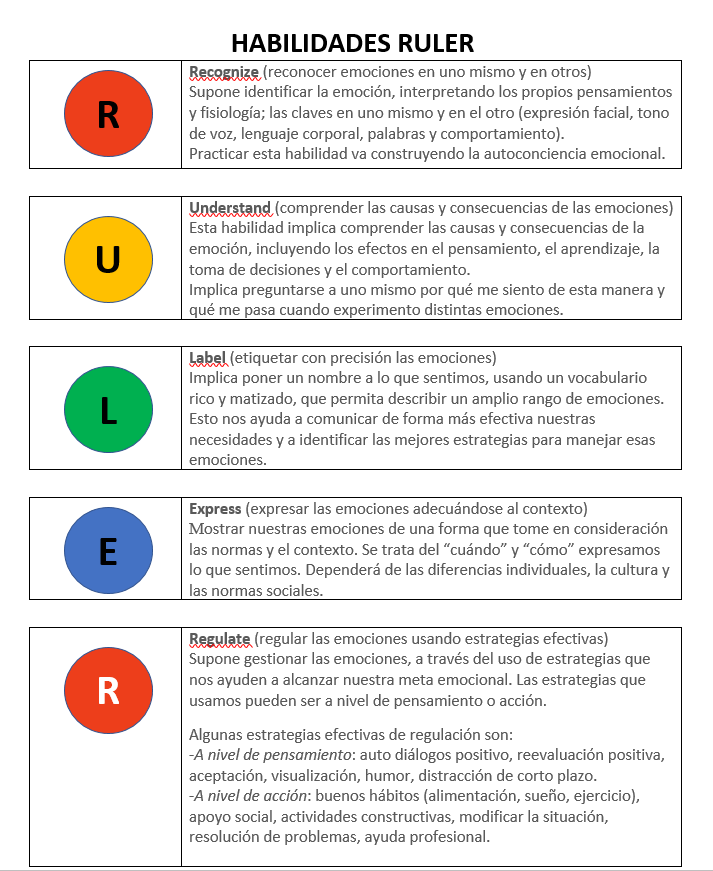 HABILIDADES RULER
R
Recognize (reconocer emociones en uno mismo y en otros)
Supone identificar la emoción, interpretando los propios pensamientos
y fisiología; las claves en uno mismo y en el otro (expresión facial, tono
de voz, lenguaje corporal, palabras y comportamiento).
Practicar esta habilidad va construyendo la autoconciencia emocional.
U
Understand (comprender las causas y consecuencias de las emociones)
Esta habilidad implica comprender las causas y consecuencias de la
emoción, incluyendo los efectos en el pensamiento, el aprendizaje, la
toma de decisiones y el comportamiento.
Implica preguntarse a uno mismo por qué me siento de esta manera y
qué me pasa cuando experimento distintas emociones.
L
Label (etiquetar con precisión las emociones)
Implica poner un nombre a lo que sentimos, usando un vocabulario
rico y matizado, que permita describir un amplio rango de emociones.
Esto nos ayuda a comunicar de forma más efectiva nuestras
necesidades y a identificar las mejores estrategias para manejar esas
emociones.
E
Express (expresar las emociones adecuándose al contexto)
Mostrar nuestras emociones de una forma que tome en consideración
las normas y el contexto. Se trata del “cuándo” y “cómo” expresamos
lo que sentimos. Dependerá de las diferencias individuales, la cultura y
las normas sociales.
R
Regulate (regular las emociones usando estrategias efectivas)
Supone gestionar las emociones, a través del uso de estrategias que
nos ayuden a alcanzar nuestra meta emocional. Las estrategias que
usamos pueden ser a nivel de pensamiento o acción.
Algunas estrategias efectivas de regulación son:
-A nivel de pensamiento: auto diálogos positivo, reevaluación positiva,
aceptación, visualización, humor, distracción de corto plazo.
-A nivel de acción: buenos hábitos (alimentación, sueño, ejercicio),
apoyo social, actividades constructivas, modificar la situación,
resolución de problemas, ayuda profesional.